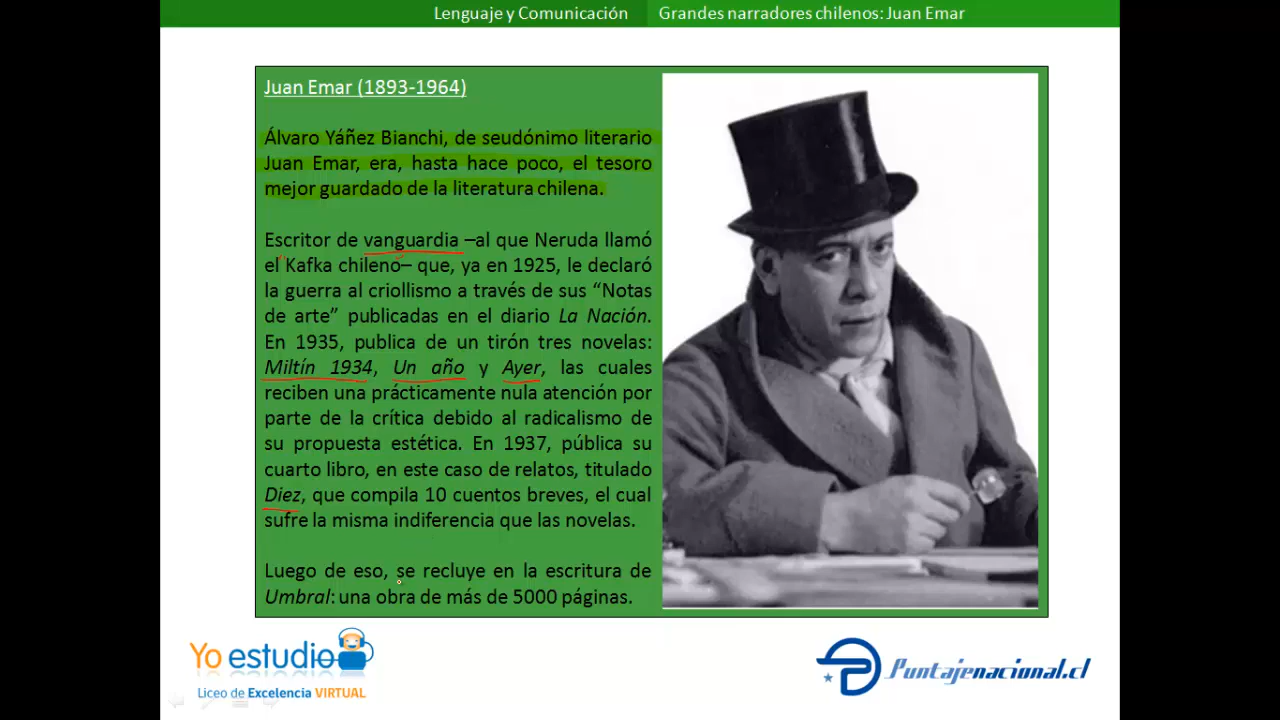 Lenguaje y Comunicación Grandes narradores chilenos: Juan Emar
Juan Emar (1893-1964)
Álvaro Yáñez Bianchi, de seudónimo literario
Juan Emar, era, hasta hace poco, el tesoro
mejor guardado de la literatura chilena.
Escritor de vanguardia –al que Neruda llamó
el Kafka chileno– que, ya en 1925, le declaró
la guerra al criollismo a través de sus “Notas
de arte” publicadas en el diario La Nación.
En 1935, publica de un tirón tres novelas:
Miltín 1934, Un año y Ayer, las cuales
reciben una prácticamente nula atención por
parte de la crítica debido al radicalismo de
su propuesta estética. En 1937, pública su
cuarto libro, en este caso de relatos, titulado
Diez, que compila 10 cuentos breves, el cual
sufre la misma indiferencia que las novelas.
Luego de eso, se recluye en la escritura de
Umbral: una obra de más de 5000 páginas.
Yo estudio
Liceo de Excelencia VIRTUAL
Puntajenacional.cl